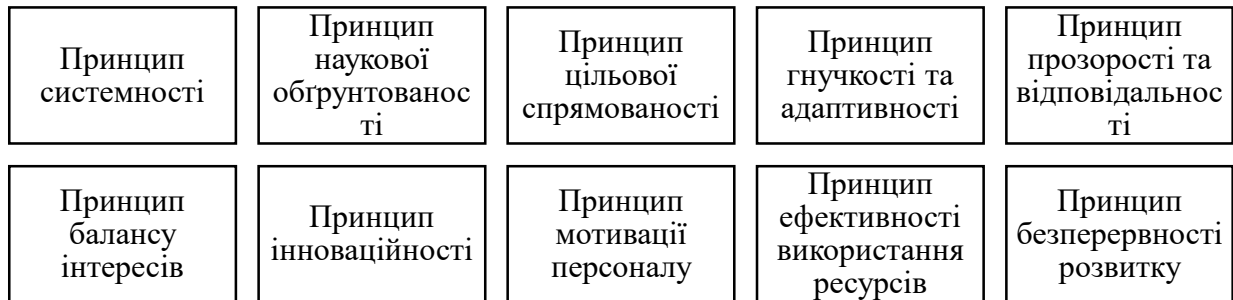 Принцип
системності
Принцип
наукової
обґрунтованос
ті
Принцип
цільової
спрямованості
Принцип
гнучкості та
адаптивності
Принцип
прозорості та
відповідальнос
ті
Принцип
балансу
інтересів
Принцип
інноваційності
Принцип
мотивації
персоналу
Принцип
ефективності
використання
ресурсів
Принцип
безперервності
розвитку